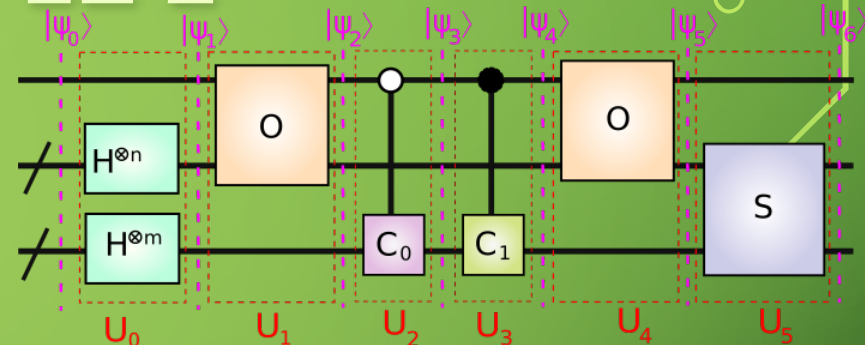 |ψ₀⟩ |ψ₁⟩ |ψ₂⟩ |ψ₃⟩ |ψ₄⟩ |ψ₅⟩ |ψ₆⟩
O O
H⊗n
S
H⊗m C₀ C₁
U₀ U₁ U₂ U₃ U₄ U₅